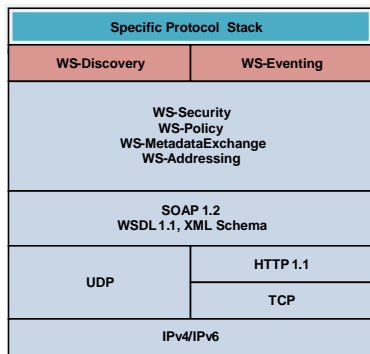 Specific Protocol Stack
WS-Discovery
WS-Eventing
WS-Security
WS-Policy
WS-MetadataExchange
WS-Addressing
SOAP 1.2
WSDL 1.1, XML Schema
UDP
HTTP 1.1
TCP
IPv4/IPv6